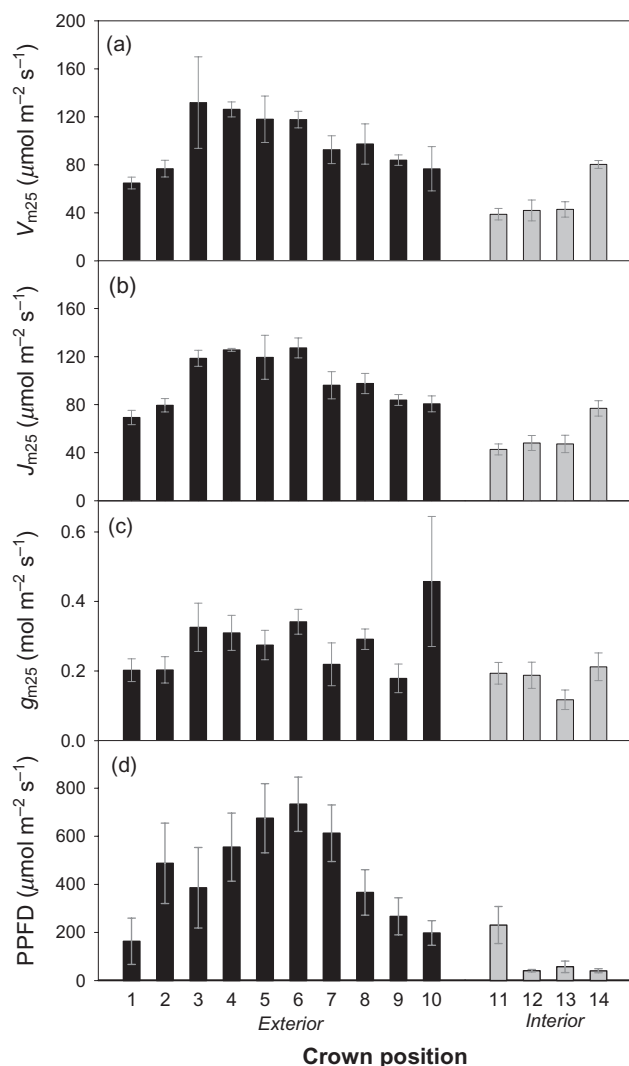 (a)
200
160
120
80
40
0
Vm25 (μmol m−2 s−1)
(b)
160
120
80
40
0
Jm25 (μmol m−2 s−1)
(c)
0.6
0.4
0.2
0.0
gm25 (mol m−2 s−1)
(d)
800
600
400
200
0
PPFD (μmol m−2 s−1)
1 2 3 4 5 6 7 8 9 10 11 12 13 14
Exterior Interior
Crown position